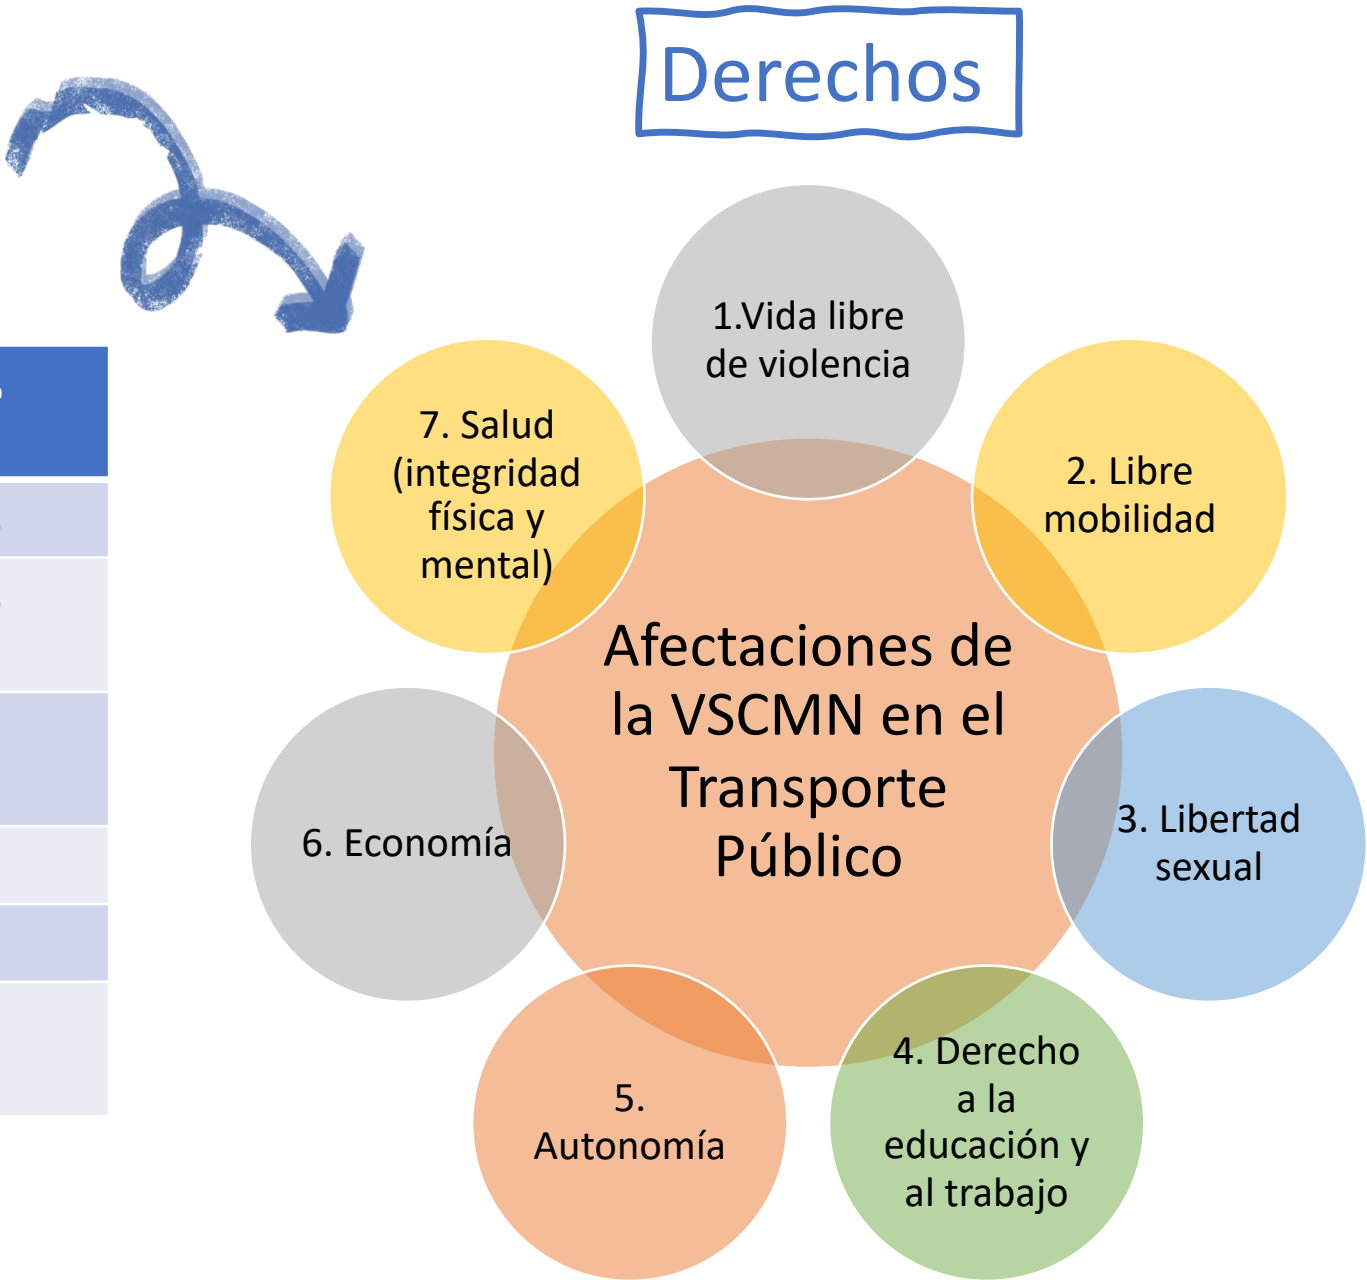 Derechos
1.Vida libre
de violencia
2. Libre
mobilidad
3. Libertad
sexual
4. Derecho
a la
educación y
al trabajo
5.
Autonomía
6. Economía
7. Salud
(integridad
física y
mental)
Afectaciones de
la VSCMN en el
Transporte
Público